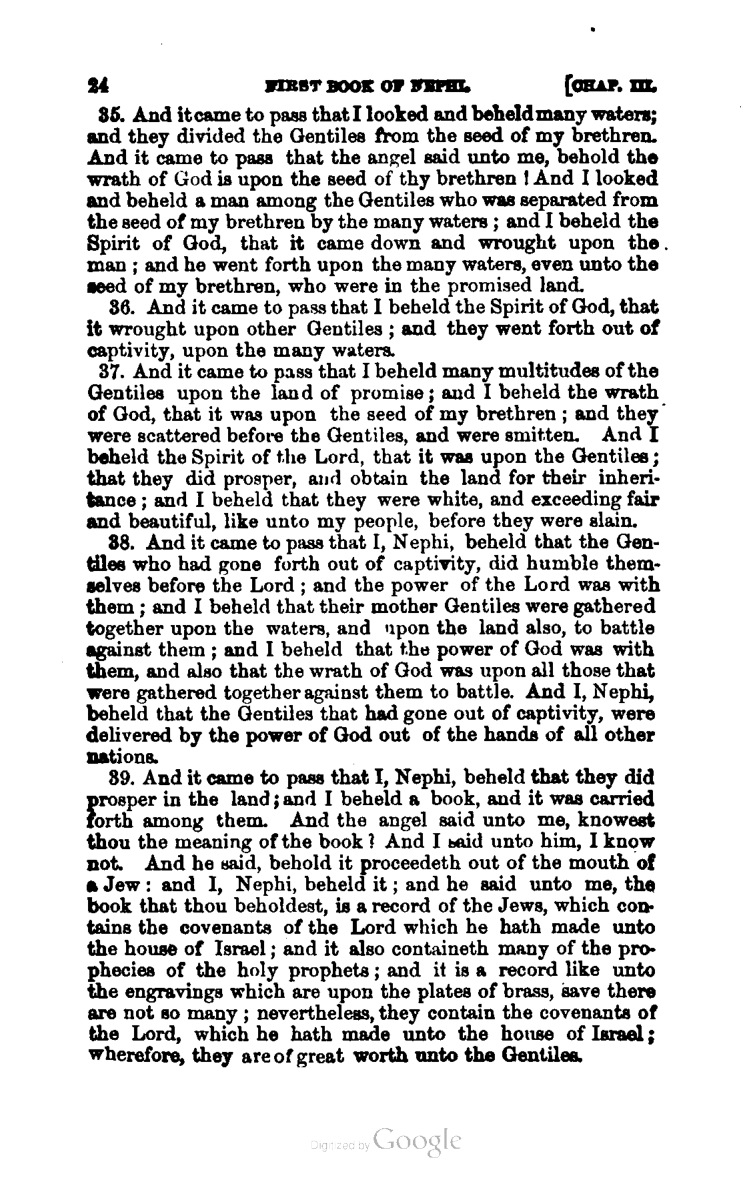 24 FIRST BOOK OF NEPHI. [CHAP. III.
35. And it came to pass that I looked and beheld many waters;
and they divided the Gentiles from the seed of my brethren.
And it came to pass that the angel said unto me, behold the
wrath of God is upon the seed of thy brethren ! And I looked
and beheld a man among the Gentiles who was separated from
the seed of my brethren by the many waters ; and I beheld the
Spirit of God, that it came down and wrought upon the
man ; and he went forth upon the many waters, even unto the
seed of my brethren, who were in the promised land.
36. And it came to pass that I beheld the Spirit of God, that
it wrought upon other Gentiles ; and they went forth out of
captivity, upon the many waters.
37. And it came to pass that I beheld many multitudes of the
Gentiles upon the land of promise ; and I beheld the wrath
of God, that it was upon the seed of my brethren ; and they
were scattered before the Gentiles, and were smitten. And I
beheld the Spirit of the Lord, that it was upon the Gentiles ;
that they did prosper, and obtain the land for their inheri-
tance ; and I beheld that they were white, and exceeding fair
and beautiful, like unto my people, before they were slain.
38. And it came to pass that I, Nephi, beheld that the Gen-
tiles who had gone forth out of captivity, did humble them-
selves before the Lord ; and the power of the Lord was with
them ; and I beheld that their mother Gentiles were gathered
together upon the waters, and upon the land also, to battle
against them ; and I beheld that the power of God was with
them, and also that the wrath of God was upon all those that
were gathered together against them to battle. And I, Nephi,
beheld that the Gentiles that had gone out of captivity, were
delivered by the power of God out of the hands of all other
nations.
39. And it came to pass that I, Nephi, beheld that they did
prosper in the land ; and I beheld a book, and it was carried
forth among them. And the angel said unto me, knowest
thou the meaning of the book ? And I said unto him, I know
not. And he said, behold it proceedeth out of the mouth of
a Jew : and I, Nephi, beheld it ; and he said unto me, the
book that thou beholdest, is a record of the Jews, which con-
tains the covenants of the Lord which he hath made unto
the house of Israel ; and it also containeth many of the pro-
phecies of the holy prophets ; and it is a record like unto
the engravings which are upon the plates of brass, save there
are not so many ; nevertheless, they contain the covenants of
the Lord, which he hath made unto the house of Israel ;
wherefore, they are of great worth unto the Gentiles.
Digitized by Google